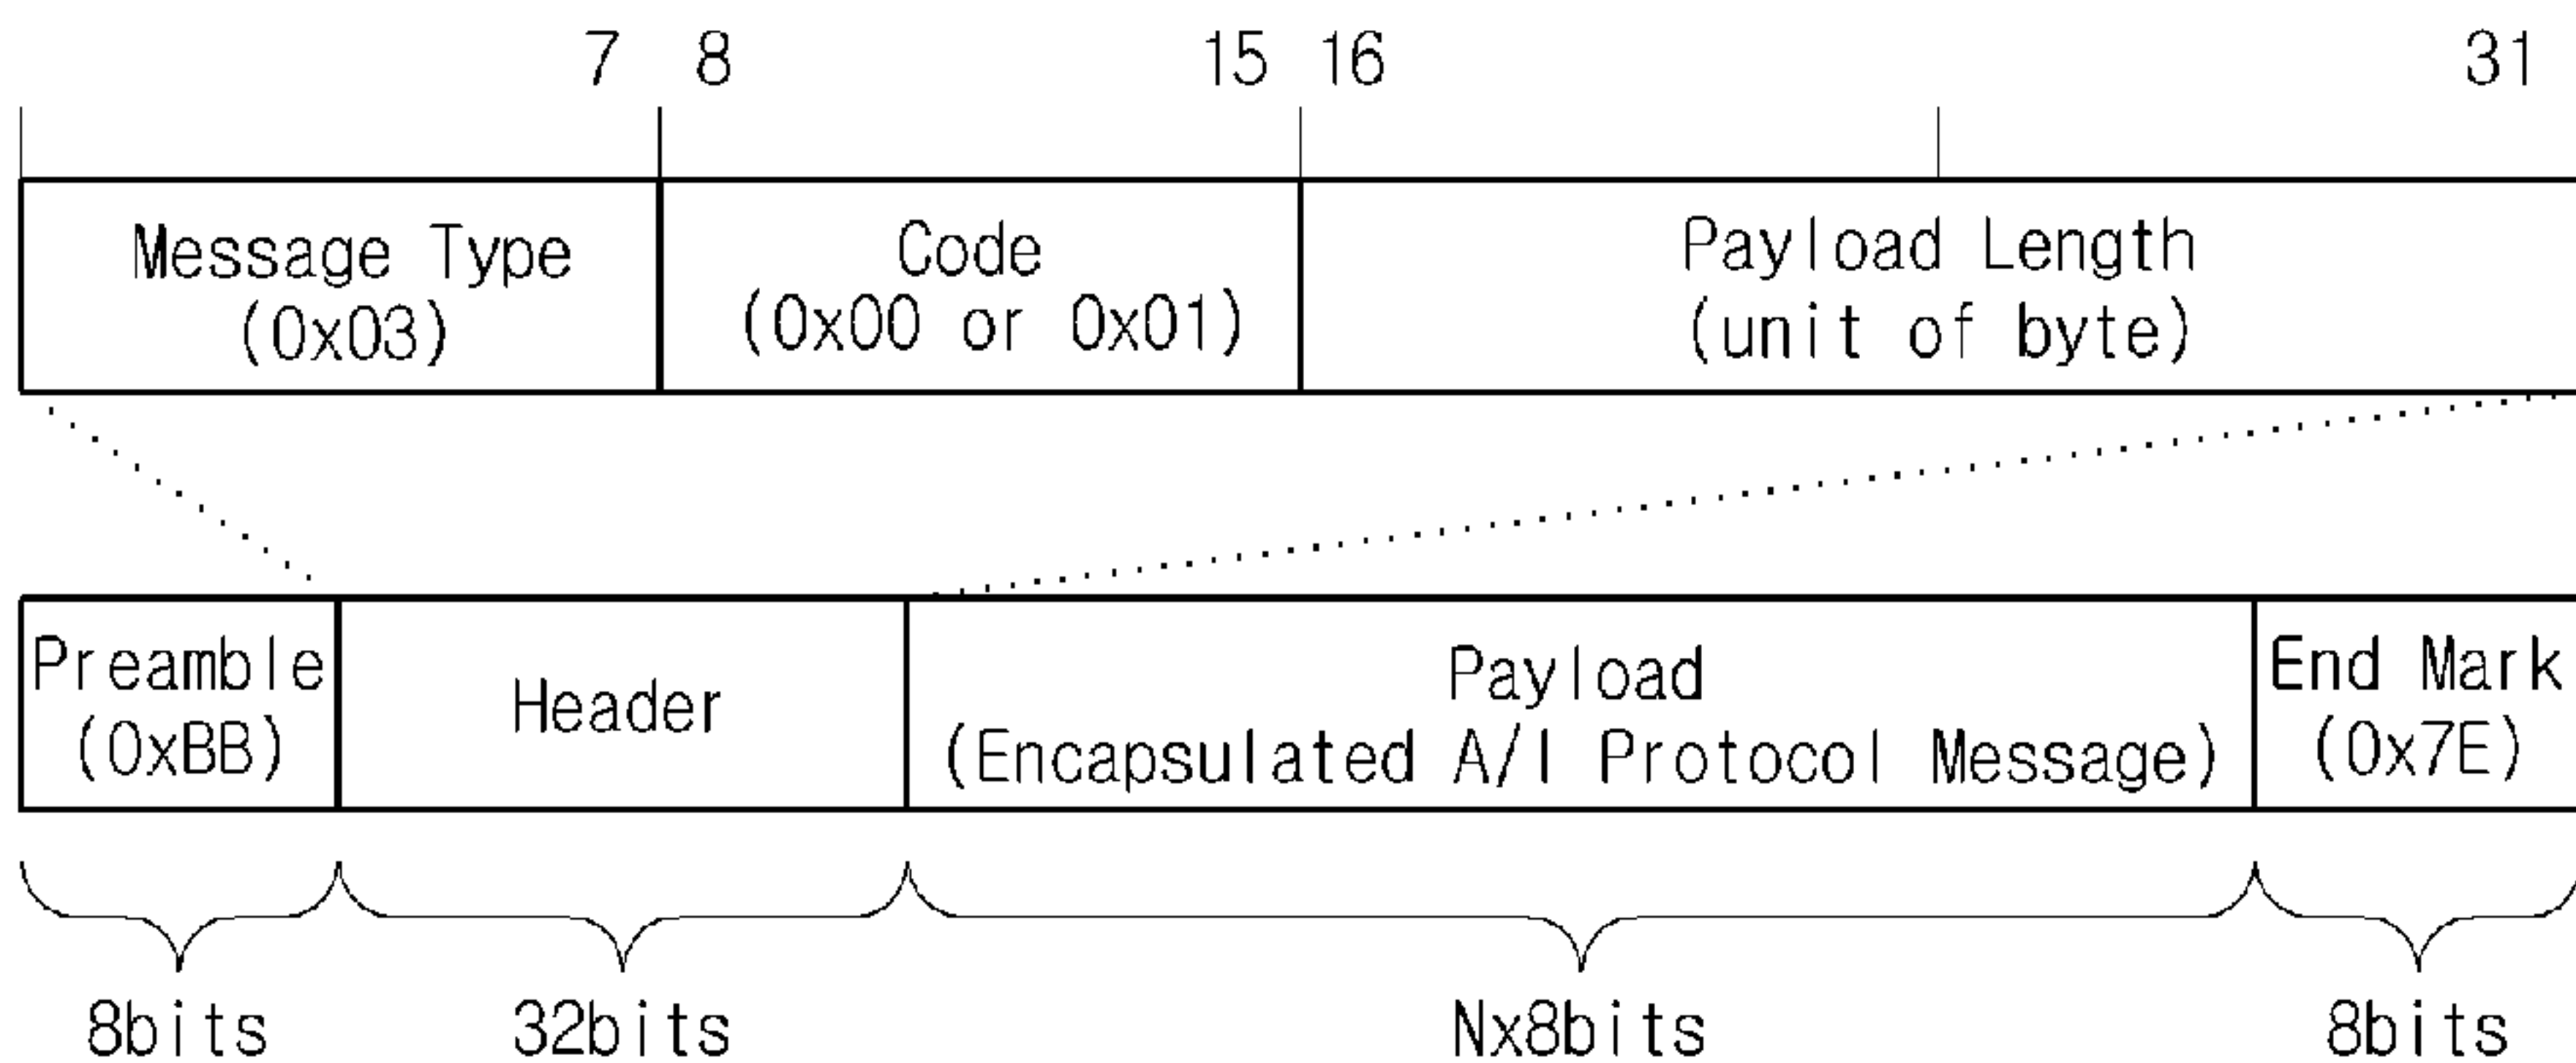 7 8 15 16 31
Message Type Code Payload Length
(0x03) (0x00 or 0x01) (unit of byte)
Preamble Header Payload End Mark
(0xBB) (Encapsulated A/I Protocol Message) (0x7E)
8bits 32bits Nx8bits 8bits